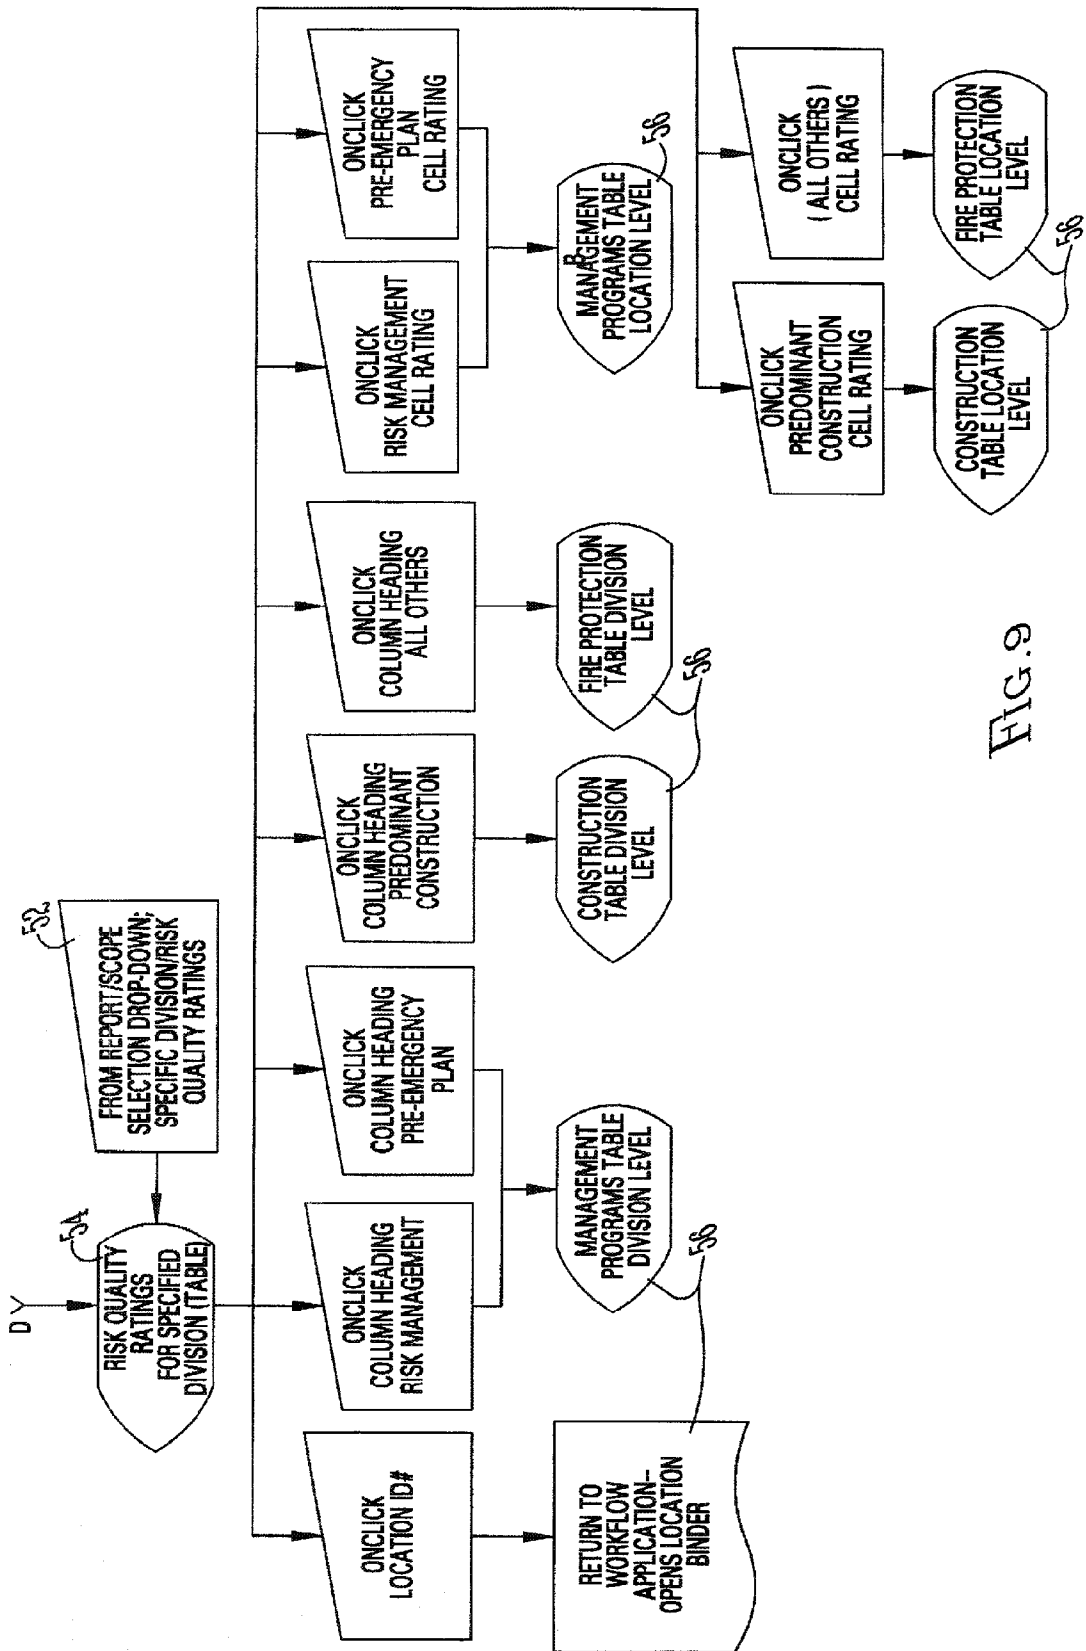 D
54
RISK QUALITY
RATINGS
FOR SPECIFIED
DIVISION (TABLE)
52
FROM REPORT/SCOPE
SELECTION DROP-DOWN;
SPECIFIC DIVISION/RISK
QUALITY RATINGS
ONCLICK
LOCATION ID#
ONCLICK
COLUMN HEADING
RISK MANAGEMENT
ONCLICK
COLUMN HEADING
PRE-EMERGENCY
PLAN
ONCLICK
COLUMN HEADING
PREDOMINANT
CONSTRUCTION
ONCLICK
COLUMN HEADING
ALL OTHERS
ONCLICK
RISK MANAGEMENT
CELL RATING
ONCLICK
PRE-EMERGENCY
PLAN
CELL RATING
RETURN TO
WORKFLOW
APPLICATION--
OPENS LOCATION
BINDER
56
MANAGEMENT
PROGRAMS TABLE
DIVISION LEVEL
CONSTRUCTION
TABLE DIVISION
LEVEL
56
FIRE PROTECTION
TABLE DIVISION
LEVEL
B
MANAGEMENT
PROGRAMS TABLE
LOCATION LEVEL
56
ONCLICK
PREDOMINANT
CONSTRUCTION
CELL RATING
ONCLICK
( ALL OTHERS )
CELL RATING
CONSTRUCTION
TABLE LOCATION
LEVEL
FIRE PROTECTION
TABLE LOCATION
LEVEL
56
FIG. 9